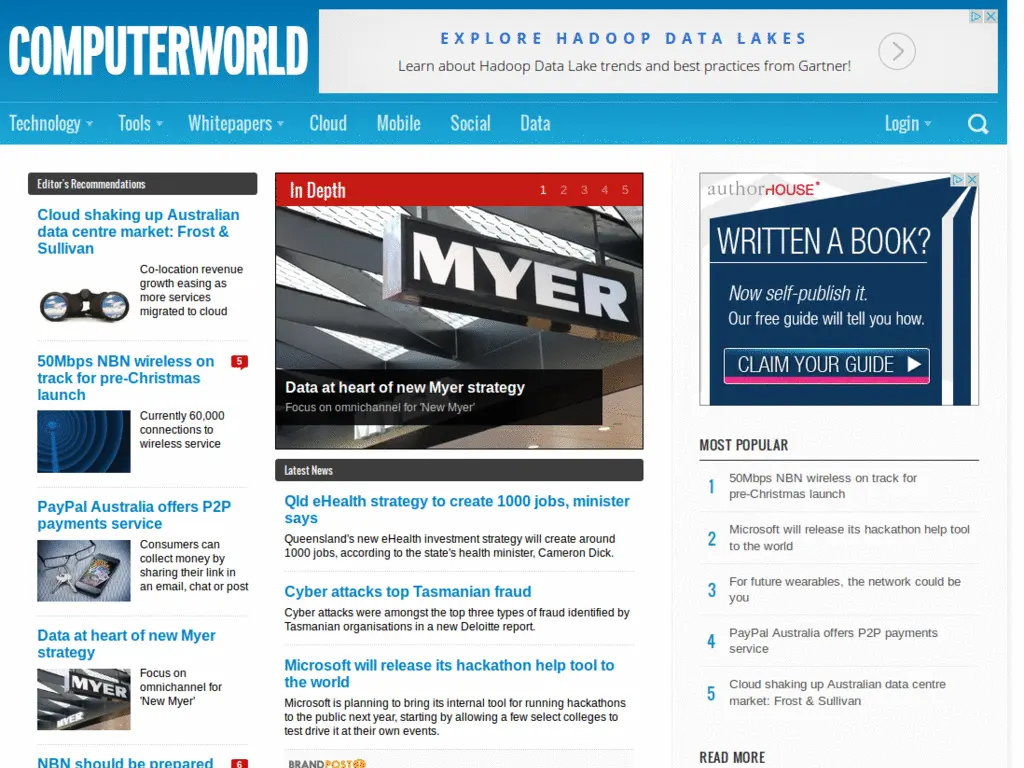 COMPUTERWORLD
EXPLORE HADOOP DATA LAKES
Learn about Hadoop Data Lake trends and best practices from Gartner!
Technology Tools Whitepapers Cloud Mobile Social Data Login
Editor's Recommendations
Cloud shaking up Australian
data centre market: Frost &
Sullivan
Co-location revenue
growth easing as
more services
migrated to cloud
50Mbps NBN wireless on
track for pre-Christmas
launch
5
Currently 60,000
connections to
wireless service
PayPal Australia offers P2P
payments service
Consumers can
collect money by
sharing their link in
an email, chat or post
Data at heart of new Myer
strategy
MYER
MYER
Focus on
omnichannel for
'New Myer'
NBN should be prepared
6
In Depth
1 2 3 4 5
MYER
Data at heart of new Myer strategy
Focus on omnichannel for 'New Myer'
Latest News
Qld eHealth strategy to create 1000 jobs, minister
says
Queensland's new eHealth investment strategy will create around
1000 jobs, according to the state's health minister, Cameron Dick.
Cyber attacks top Tasmanian fraud
Cyber attacks were amongst the top three types of fraud identified by
Tasmanian organisations in a new Deloitte report.
Microsoft will release its hackathon help tool to
the world
Microsoft is planning to bring its internal tool for running hackathons
to the public next year, starting by allowing a few select colleges to
test drive it at their own events.
BRANDPOST
authorHOUSE
WRITTEN A BOOK?
Now self-publish it.
Our free guide will tell you how.
CLAIM YOUR GUIDE
MOST POPULAR
1 50Mbps NBN wireless on track for
pre-Christmas launch
2 Microsoft will release its hackathon help tool
to the world
3 For future wearables, the network could be
you
4 PayPal Australia offers P2P payments
service
5 Cloud shaking up Australian data centre
market: Frost & Sullivan
READ MORE